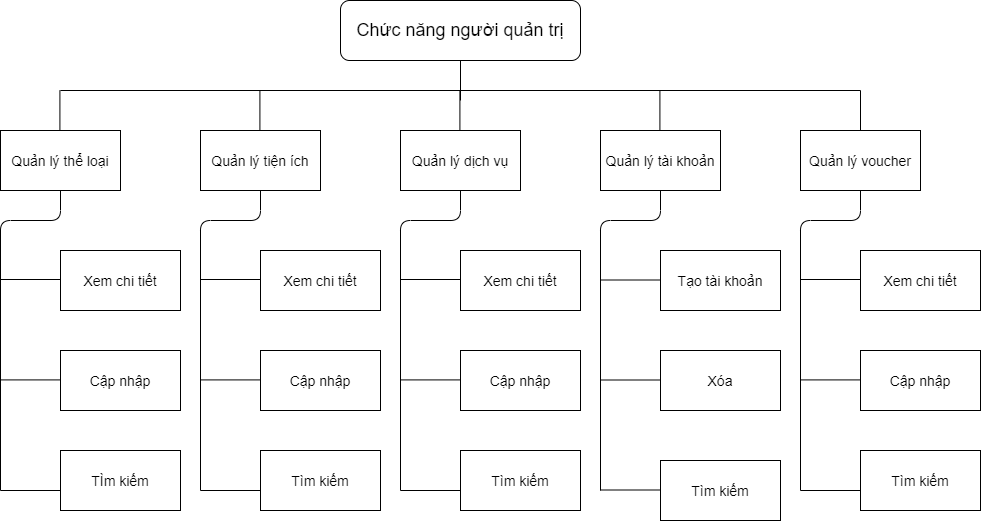 Chức năng người quản trị
Quản lý thể loại
Quản lý tiện ích
Quản lý dịch vụ
Quản lý tài khoản
Quản lý voucher
Xem chi tiết
Xem chi tiết
Xem chi tiết
Tạo tài khoản
Xem chi tiết
Cập nhập
Cập nhập
Cập nhập
Xóa
Cập nhập
TÌm kiếm
Tìm kiếm
Tìm kiếm
Tìm kiếm
Tìm kiếm